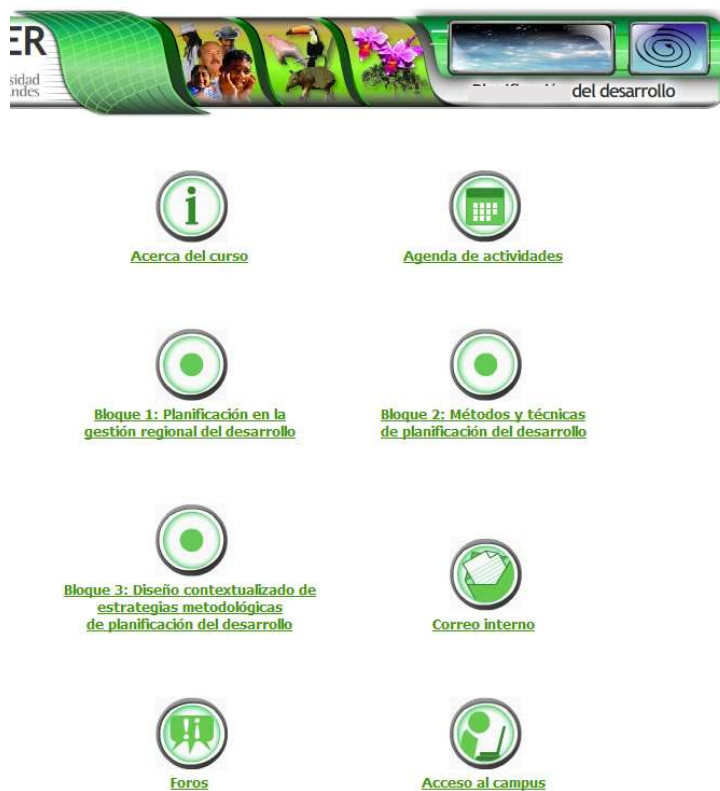 ER
sidad
ndes
del desarrollo
Acerca del curso
Agenda de actividades
Bloque 1: Planificación en la
gestión regional del desarrollo
Bloque 2: Métodos y técnicas
de planificación del desarrollo
Bloque 3: Diseño contextualizado de
estrategias metodológicas
de planificación del desarrollo
Correo interno
Foros
Acceso al campus